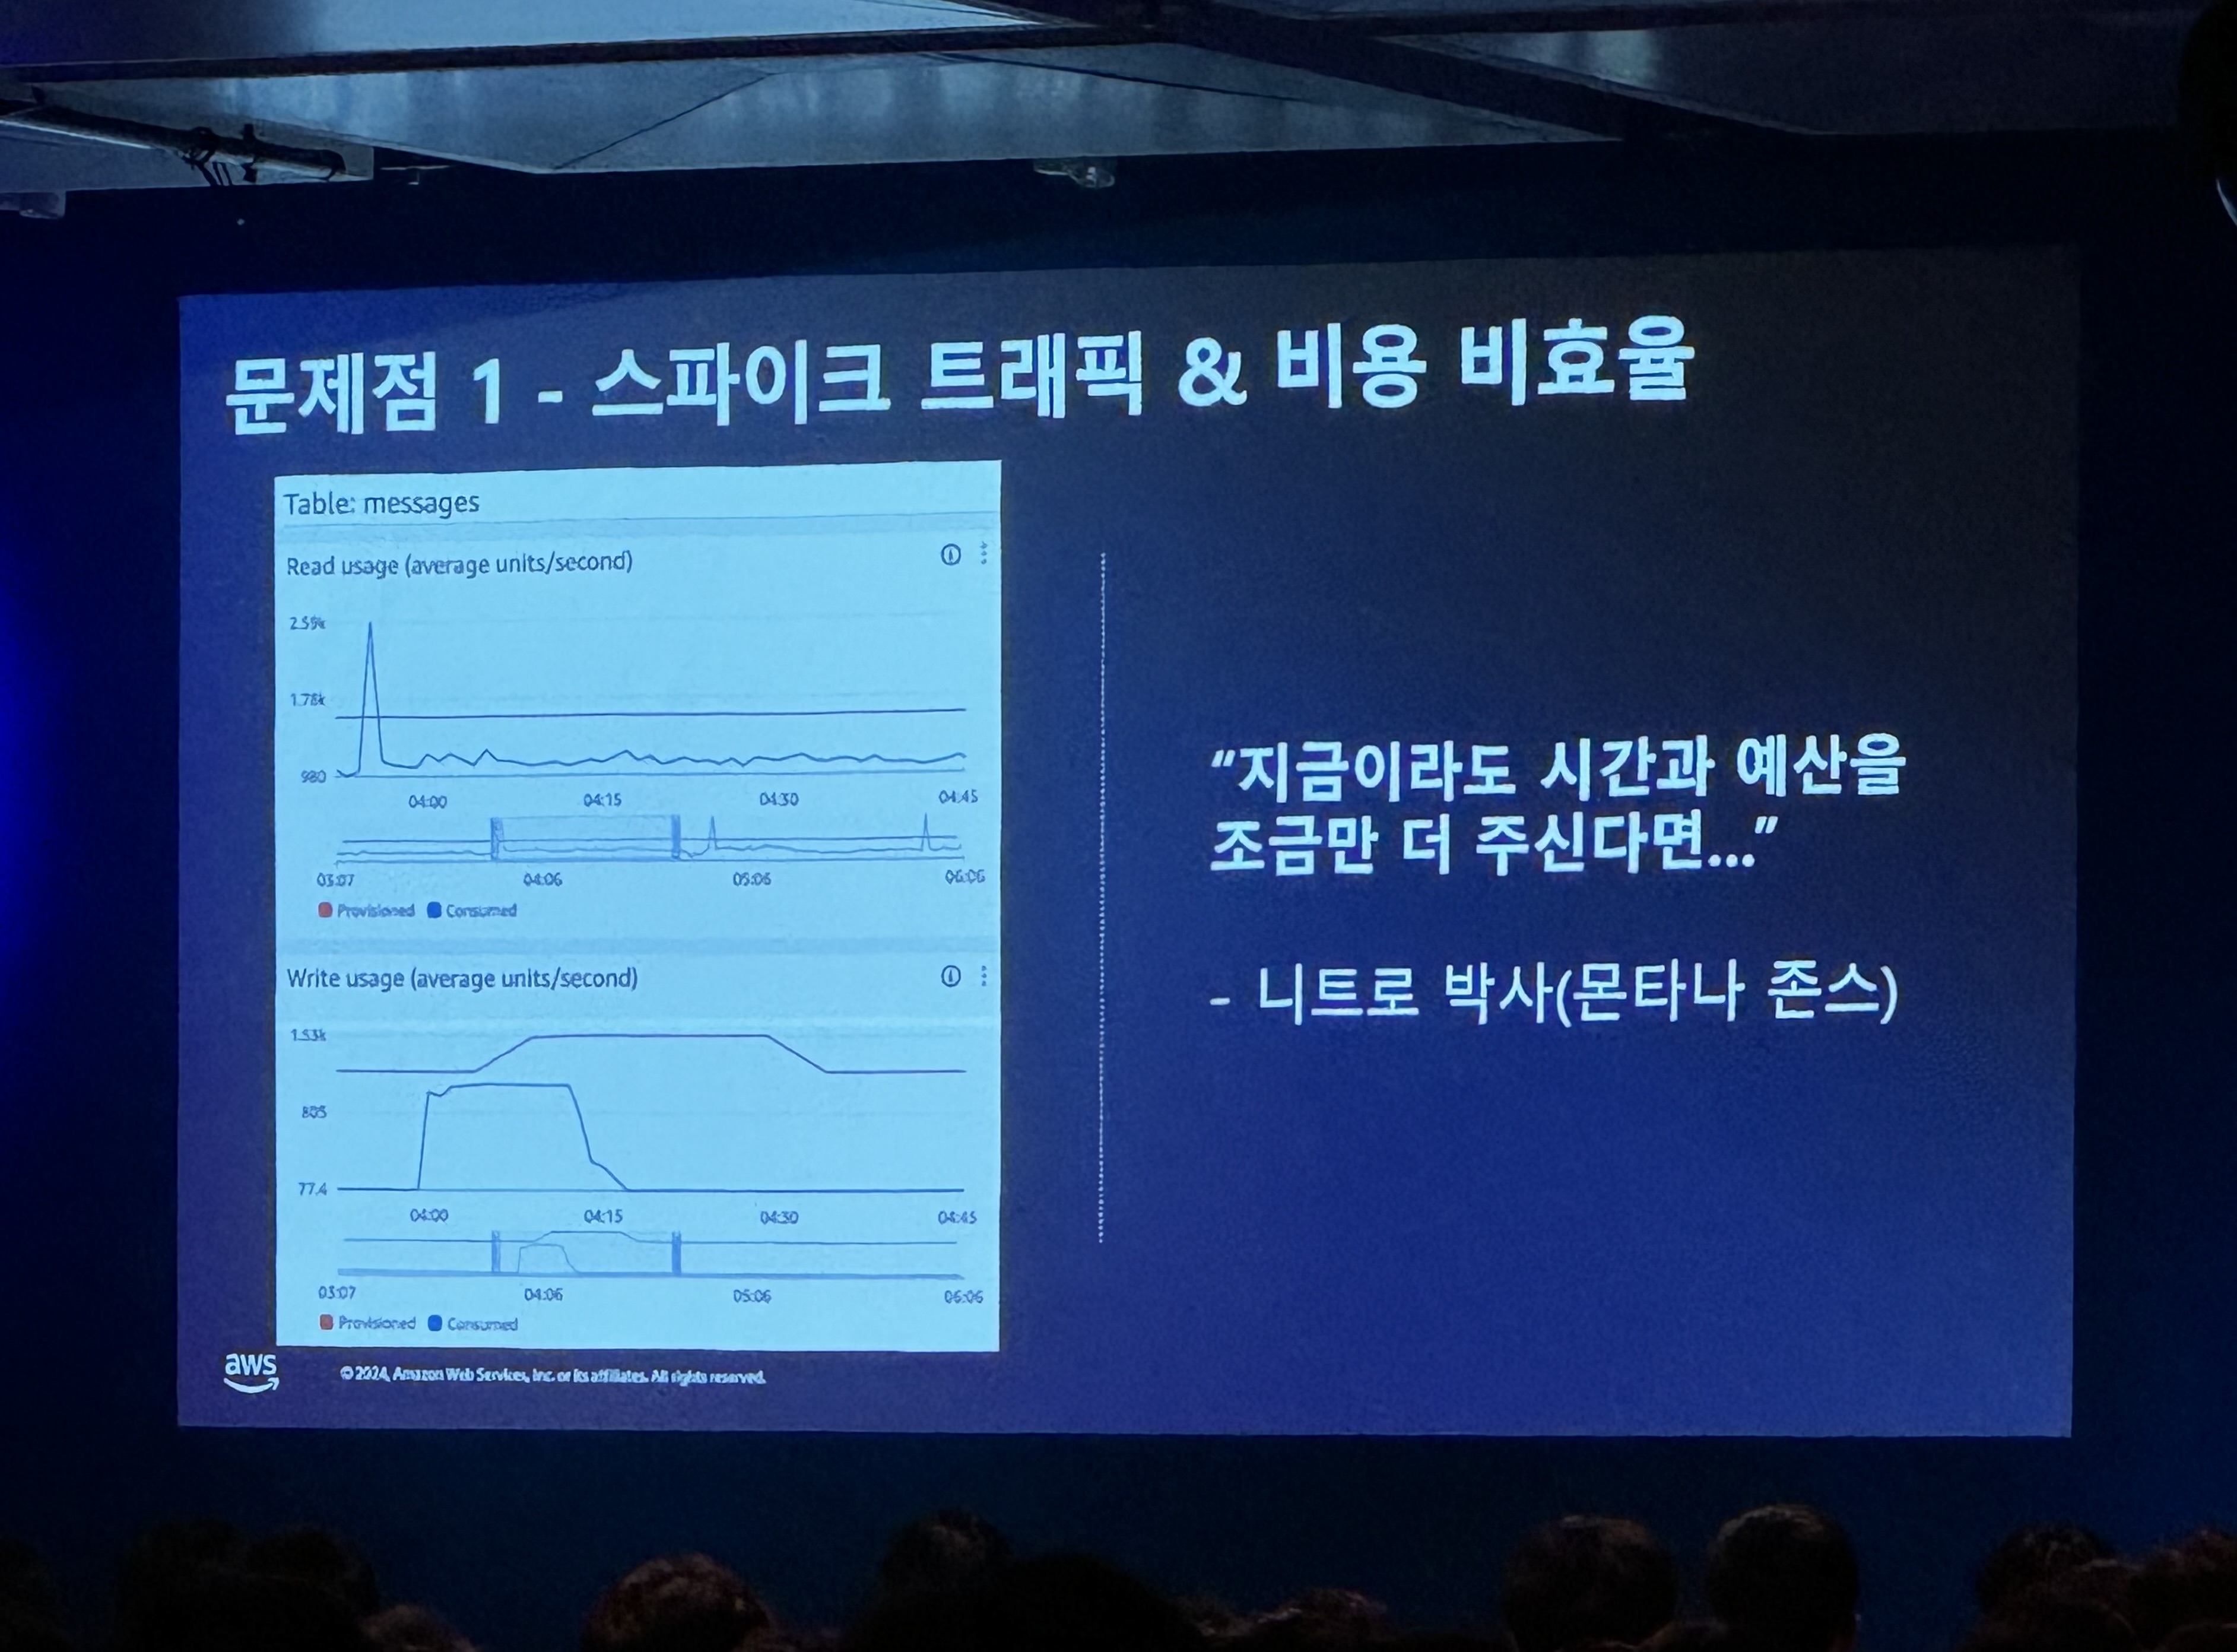 문제점 1 - 스파이크 트래픽 & 비용 비효율
Table: messages
Read usage (average units/second)
2.59k
1.78k
980
04:00 04:15 04:30 04:45
03:07 04:06 05:06 06:06
Provisioned Consumed
Write usage (average units/second)
1.53k
805
77.4
04:00 04:15 04:30 04:45
03:07 04:06 05:06 06:06
Provisioned Consumed
“지금이라도 시간과 예산을
조금만 더 주신다면...”
- 니트로 박사(몬타나 존스)
aws
© 2024, Amazon Web Services, Inc. or its affiliates. All rights reserved.